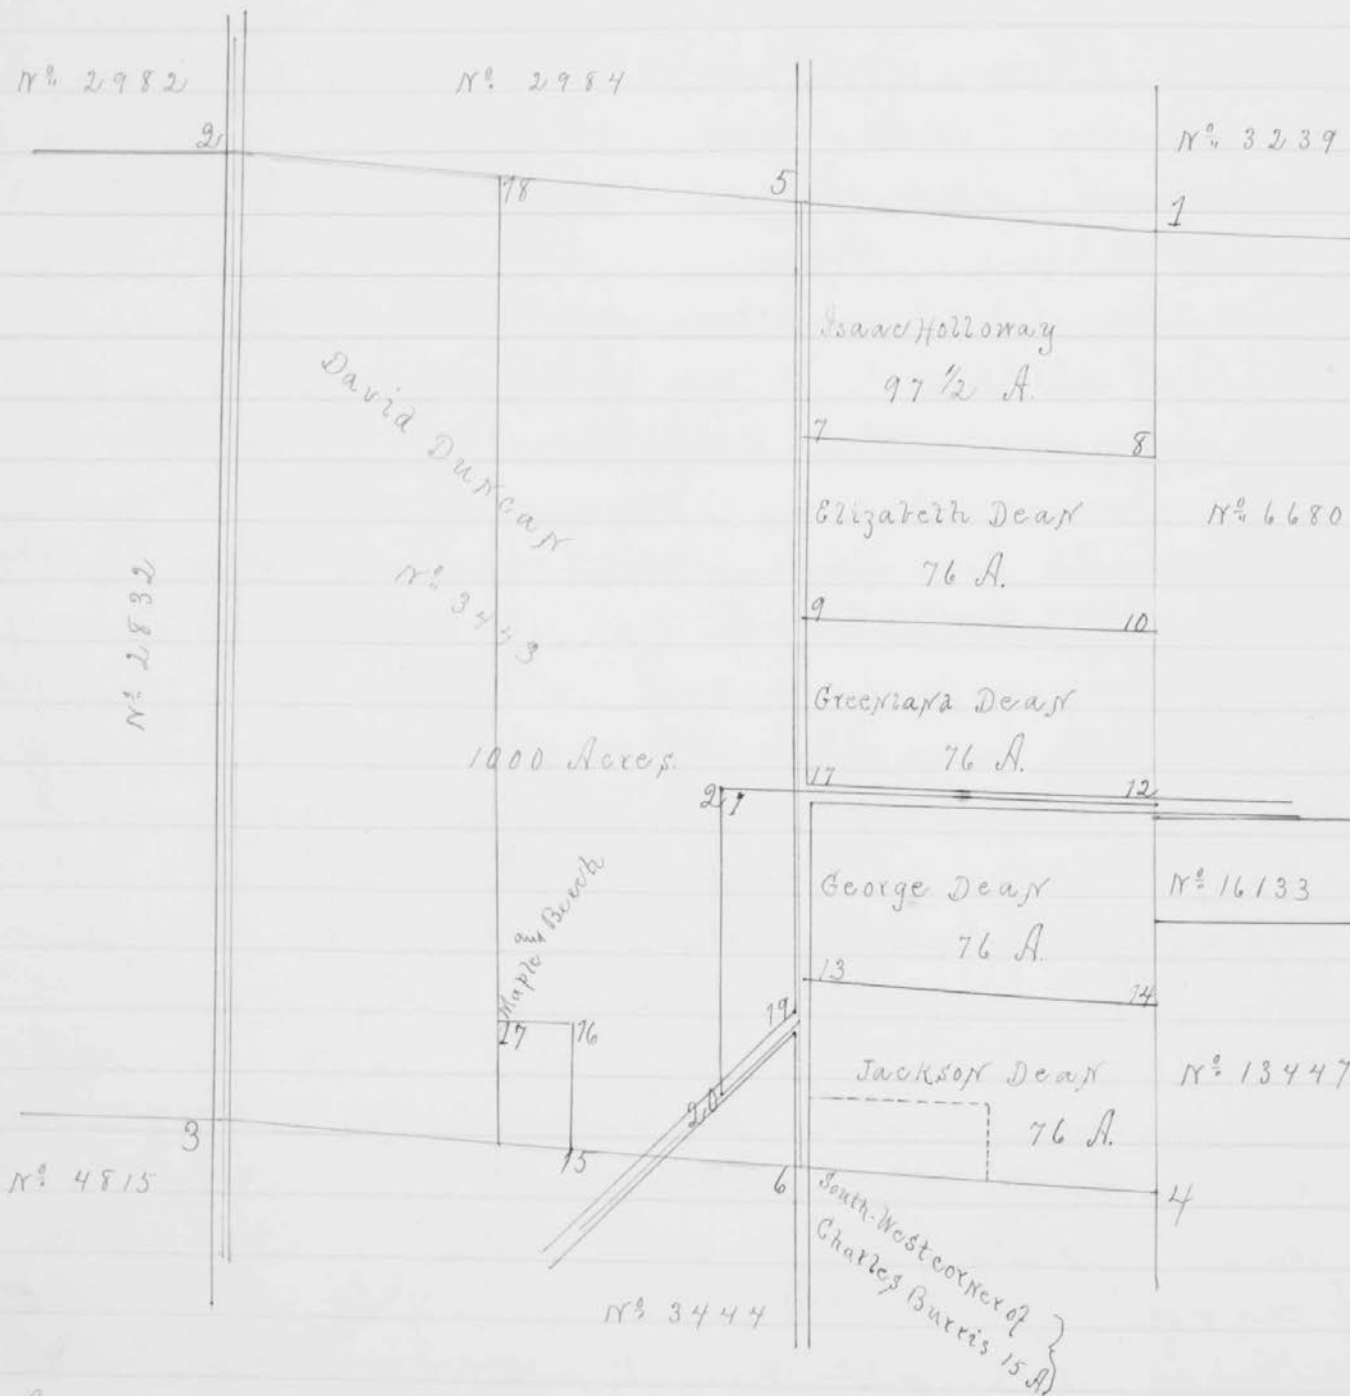 No. 2982
No. 2984
No. 3239
2
18
5
1
Isaac Holloway
97 1/2 A.
7
8
David Duncan
No. 3443
1000 Acres.
No. 2832
Elizabeth Dean
76 A.
No. 6680
9
10
Greenland Dean
76 A.
17
12
21
George Dean
76 A.
No. 16133
13
14
Maple and Beech
17
16
19
20
Jackson Dean
76 A.
No. 13447
3
15
6
4
No. 4815
South-West corner of
Charles Burris 15 A
No. 3444